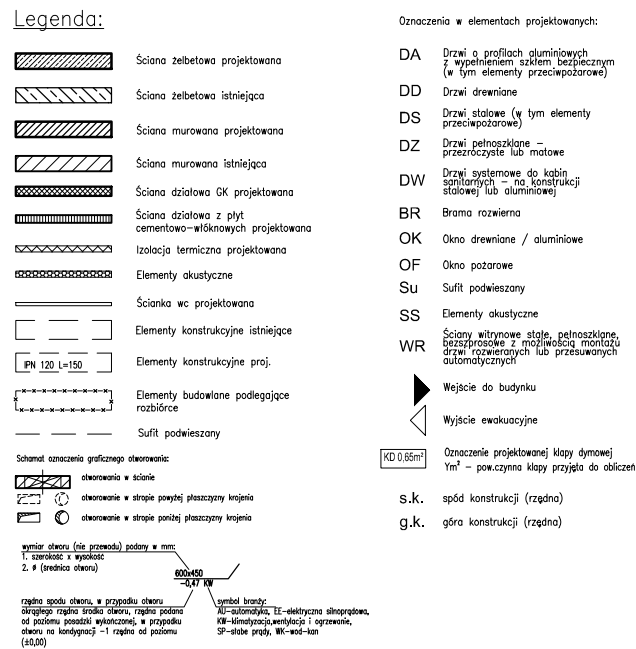 Legenda:
Ściana żelbetowa projektowana
Ściana żelbetowa istniejąca
Ściana murowana projektowana
Ściana murowana istniejąca
Ściana działowa GK projektowana
Ściana działowa z płyt
cementowo-włóknowych projektowana
Izolacja termiczna projektowana
Elementy akustyczne
Ścianka wc projektowana
Elementy konstrukcyjne istniejące
IPN 120 L=150
Elementy konstrukcyjne proj.
Elementy budowlane podlegające
rozbiórce
Sufit podwieszany
Schamat oznaczenia graficznego otworowania:
otworowania w ścianie
otworowanie w stropie powyżej płaszczyzny krojenia
otworowanie w stropie poniżej płaszczyzny krojenia
wymiar otworu (nie przewodu) podany w mm:
1. szerokość x wysokość
2. ø (średnica otworu)
600x450
-0,47 KW
rzędna spodu otworu, w przypadku otworu
okrągłego rzędna środka otworu, rzędna podana
od poziomu posadzki wykończonej, w przypadku
otworu na kondygnacji -1 rzędna od poziomu
(±0,00)
symbol branży:
AU-automatyka, EE-elektryczna silnoprądowa,
KW-klimatyzacja,wentylacja i ogrzewanie,
SP-słabe prądy, WK-wod-kan
Oznaczenia w elementach projektowanych:
DA Drzwi o profilach aluminiowych
z wypełnieniem szkłem bezpiecznym
(w tym elementy przeciwpożarowe)
DD Drzwi drewniane
DS Drzwi stalowe (w tym elementy
przeciwpożarowe)
DZ Drzwi pełnoszklane -
przezroczyste lub matowe
DW Drzwi systemowe do kabin
sanitarnych - na konstrukcji
stalowej lub aluminiowej
BR Brama rozwierna
OK Okno drewniane / aluminiowe
OF Okno pożarowe
Su Sufit podwieszany
SS Elementy akustyczne
WR Ściany witrynowe stałe, pełnoszklane,
bezszprosowe z możliwością montażu
drzwi rozwieranych lub przesuwanych
automatycznych
Wejście do budynku
Wyjście ewakuacyjne
KD 0,65m² Oznaczenie projektowanej klapy dymowej
Ym² - pow.czynna klapy przyjęta do obliczeń
s.k. spód konstrukcji (rzędna)
g.k. góra konstrukcji (rzędna)